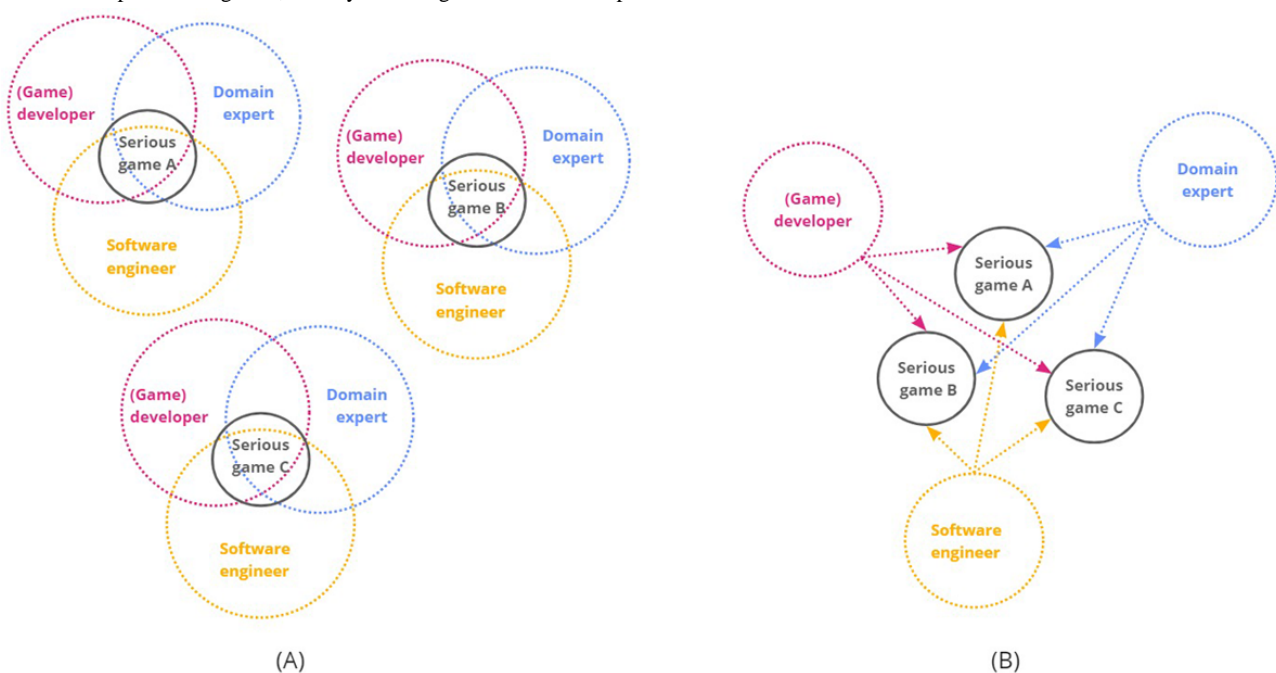 (Game)
developer
Domain
expert
Serious
game A
Software
engineer
(Game)
developer
Domain
expert
Serious
game B
Software
engineer
(Game)
developer
Domain
expert
Serious
game C
Software
engineer
(A)
(Game)
developer
Domain
expert
Serious
game A
Serious
game B
Serious
game C
Software
engineer
(B)